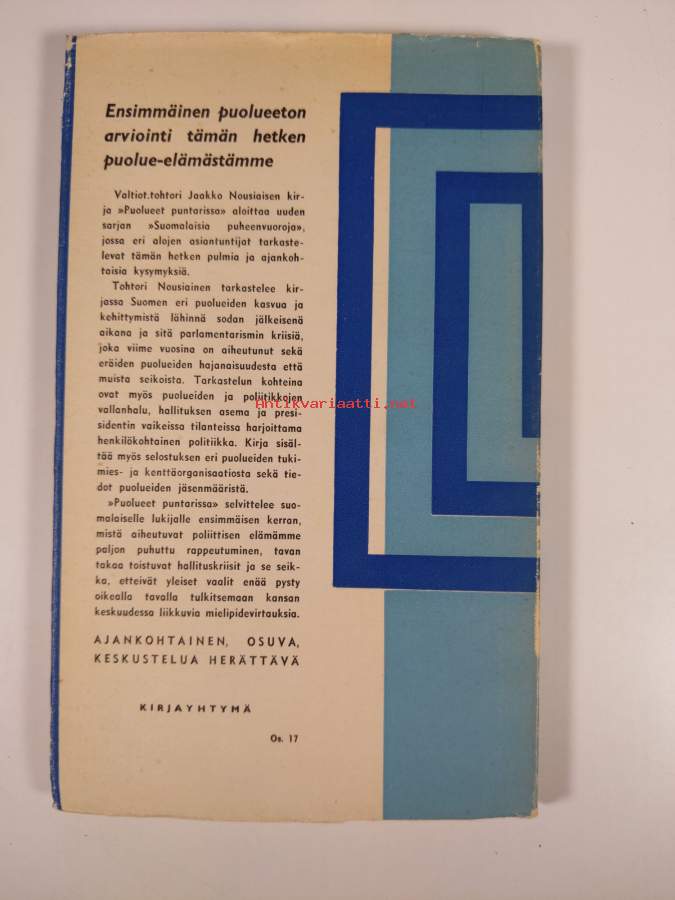 Ensimmäinen puolueeton
arviointi tämän hetken
puolue-elämästämme
Valtiot.tohtori Jaakko Nousiaisen kir-
ja »Puolueet puntarissa» aloittaa uuden
sarjan »Suomalaisia puheenvuoroja»,
jossa eri alojen asiantuntijat tarkaste-
levat tämän hetken pulmia ja ajankoh-
taisia kysymyksiä.
Tohtori Nousiainen tarkastelee kir-
jassa Suomen eri puolueiden kasvua ja
kehittymistä lähinnä sodan jälkeisenä
aikana ja sitä parlamentarismin kriisiä,
joka viime vuosina on aiheutunut sekä
eräiden puolueiden hajanaisuudesta että
muista seikoista. Tarkastelun kohteina
ovat myös puolueiden ja poliitikkojen
vallanhalu, hallituksen asema ja presi-
sidentin vaikeissa tilanteissa harjoittama
henkilökohtainen politiikka. Kirja sisäl-
tää myös selostuksen eri puolueiden tuki-
mies- ja kenttäorganisaatiosta sekä tie-
dot puolueiden jäsenmääristä.
»Puolueet puntarissa» selvittelee suo-
malaiselle lukijalle ensimmäisen kerran,
mistä aiheutuvat poliittisen elämämme
paljon puhuttu rappeutuminen, tavan
takaa toistuvat hallituskriisit ja se seik-
ka, etteivät yleiset vaalit enää pysty
oikealla tavalla tulkitsemaan kansan
keskuudessa liikkuvia mielipidevirtauksia.
AJANKOHTAINEN, OSUVA,
KESKUSTELUA HERÄTTÄVÄ
KIRJAYHTYMÄ
Os. 17
Antikvariaatti.net